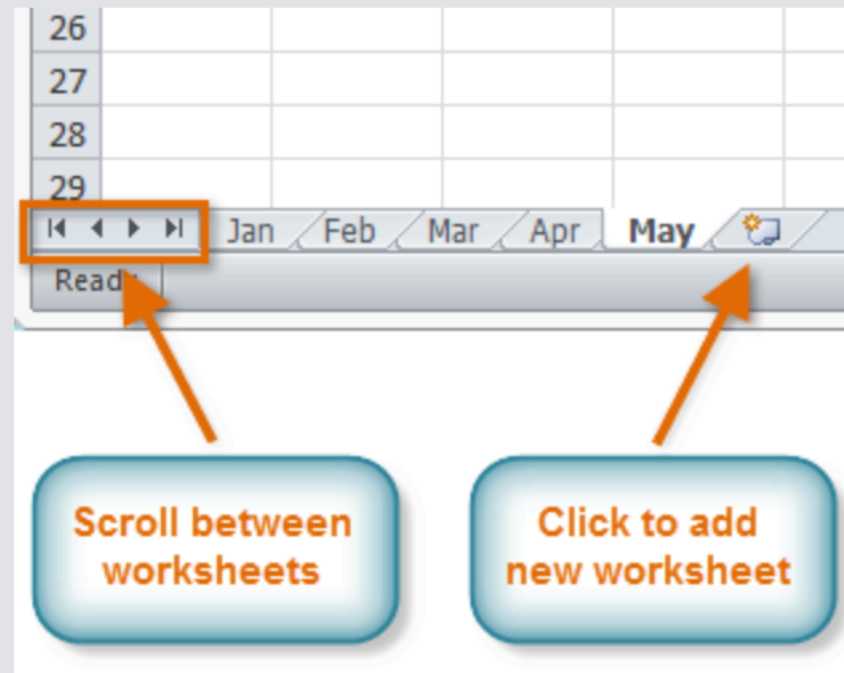 26
27
28
29
Jan Feb Mar Apr May
Ready
Scroll between
worksheets
Click to add
new worksheet